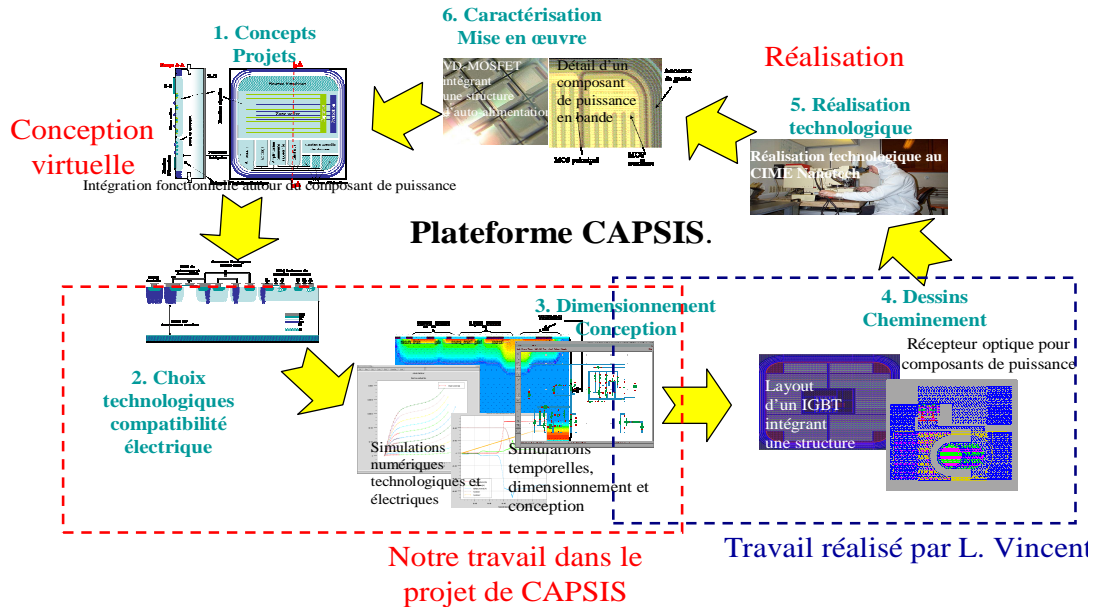 6. Caractérisation
Mise en œuvre
1. Concepts
Projets
Réalisation
VD-MOSFET
intégrant
une structure
d'auto alimentation
Détail d'un
composant
de puissance
en bande
MOS principal
5. Réalisation
technologique
Réalisation technologique au
CIME Nanotech
Conception
virtuelle
Intégration fonctionnelle autour du composant de puissance
Plateforme CAPSIS.
3. Dimensionnement
Conception
4. Dessins
Cheminement
Récepteur optique pour
composants de puissance
2. Choix
technologiques
compatibilité
électrique
Layout
d'un IGBT
intégrant
une structure
Simulations
numériques
technologiques et
électriques
Simulations
temporelles,
dimensionnement et
conception
Notre travail dans le
projet de CAPSIS
Travail réalisé par L. Vincent